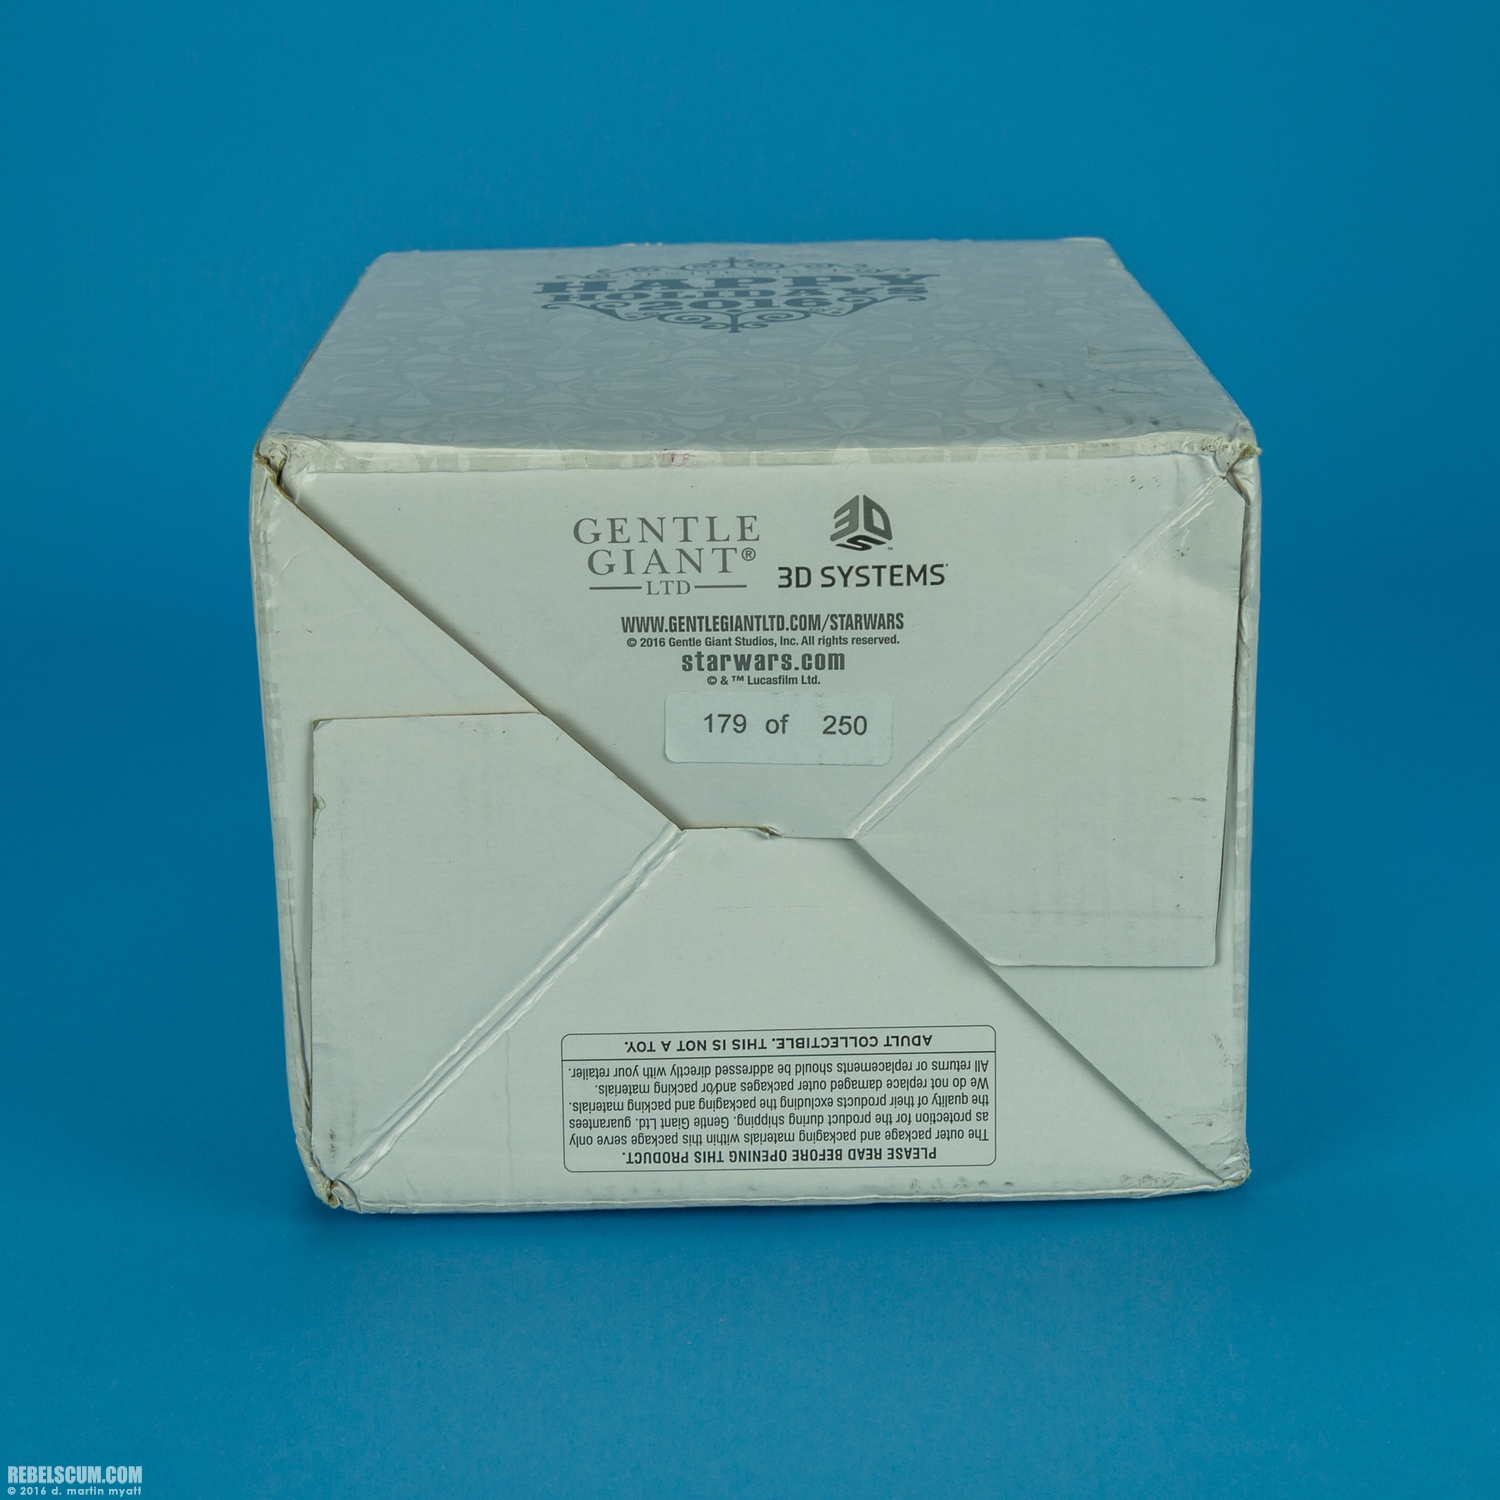 HAPPY
HOLIDAYS
2016
GENTLE
GIANT®
LTD
3DS™
3D SYSTEMS®
WWW.GENTLEGIANTLTD.COM/STARWARS
© 2016 Gentle Giant Studios, Inc. All rights reserved.
starwars.com
© & ™ Lucasfilm Ltd.
179 of 250
PLEASE READ BEFORE OPENING THIS PRODUCT.
The outer package and packaging materials within this package serve only
as protection for the product during shipping. Gentle Giant Ltd. guarantees
the quality of their products excluding the packaging and packing materials.
We do not replace damaged outer packages and/or packing materials.
All returns or replacements should be addressed directly with your retailer.
ADULT COLLECTIBLE. THIS IS NOT A TOY.
REBELSCUM.COM
© 2016 d. martin myatt